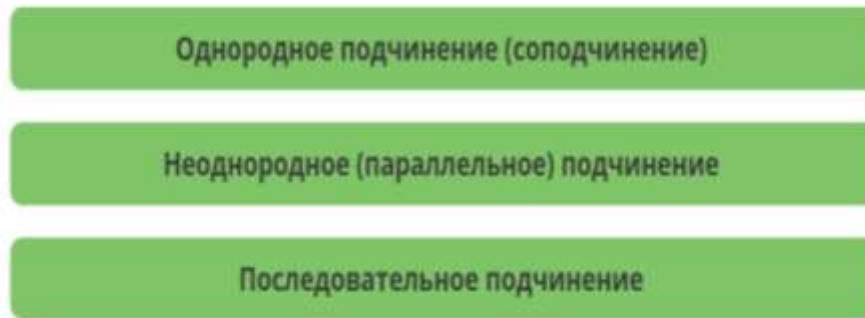 Однородное подчинение (соподчинение)
Неоднородное (параллельное) подчинение
Последовательное подчинение